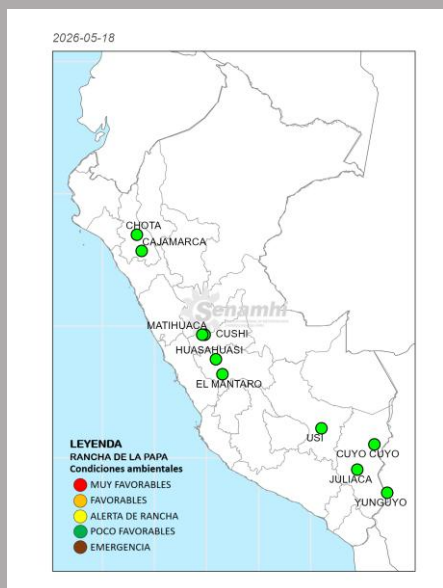 2026-05-18
CHOTA
CAJAMARCA
Senamhi
MATIHUACA
CUSHI
HUASAHUASI
EL MANTARO
USI
CUYO CUYO
JULIACA
YUNGUYO
LEYENDA
RANCHA DE LA PAPA
Condiciones ambientales
MUY FAVORABLES
FAVORABLES
ALERTA DE RANCHA
POCO FAVORABLES
EMERGENCIA